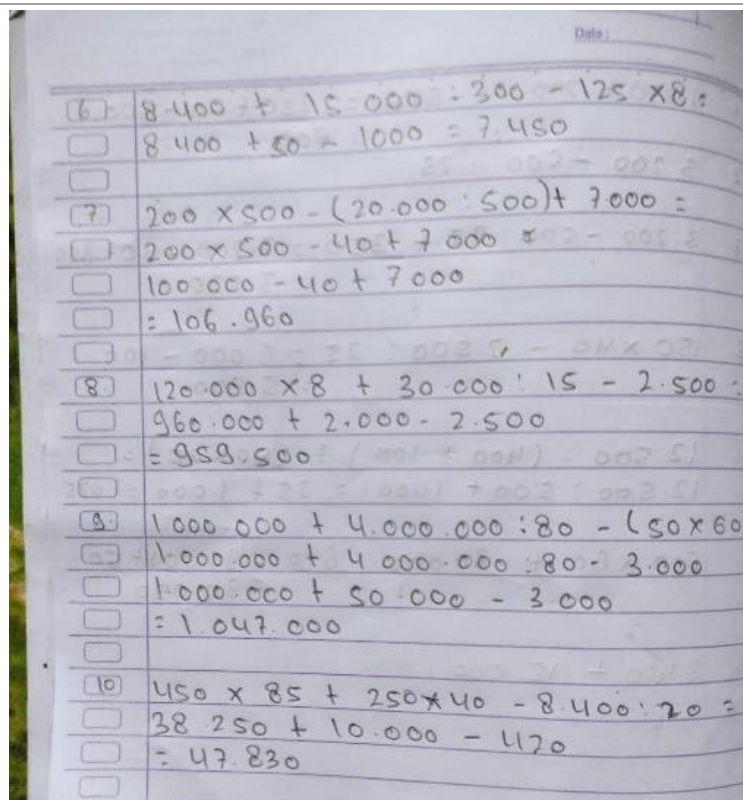 Date:
6 8.400 + 15.000 : 300 - 125 x 8 =
8.400 + 50 - 1000 = 7.450
7. 200 x 500 - (20.000 : 500) + 7.000 =
200 x 500 - 40 + 7000 =
100.000 - 40 + 7000
= 106.960
8. 120.000 x 8 + 30.000 : 15 - 2.500 =
960.000 + 2.000 - 2.500
= 959.500
9. 1.000.000 + 4.000.000 : 80 - (50 x 60
1.000.000 + 4.000.000 : 80 - 3.000
1.000.000 + 50.000 - 3.000
= 1.047.000
10 450 x 85 + 250 x 40 - 8.400 : 20 =
38.250 + 10.000 - 420
= 47.830